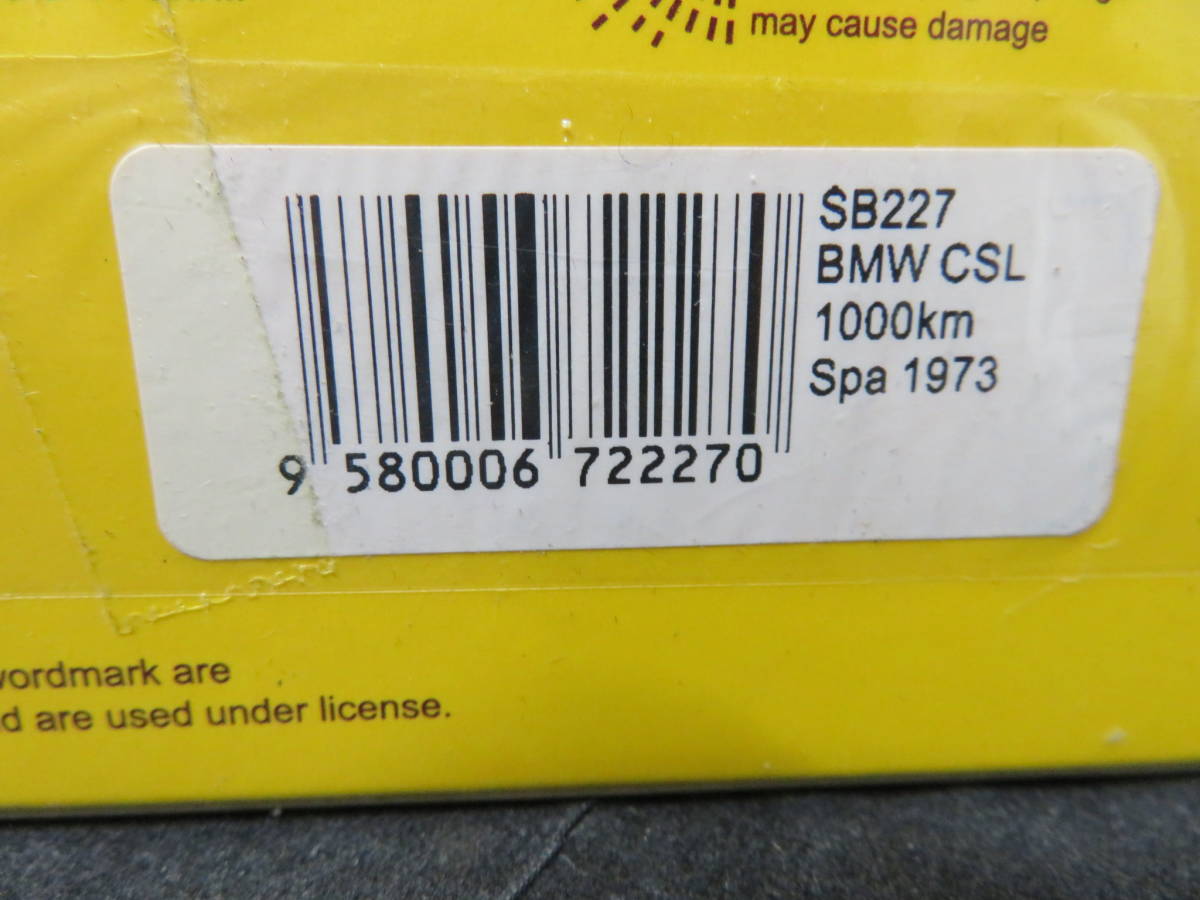 may cause damage
SB227
BMW CSL
1000km
Spa 1973
9 580006 722270
wordmark are
are used under license.